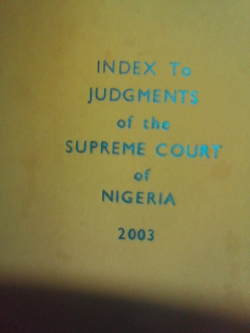 INDEX To
JUDGMENTS
of the
SUPREME COURT
of
NIGERIA
2003